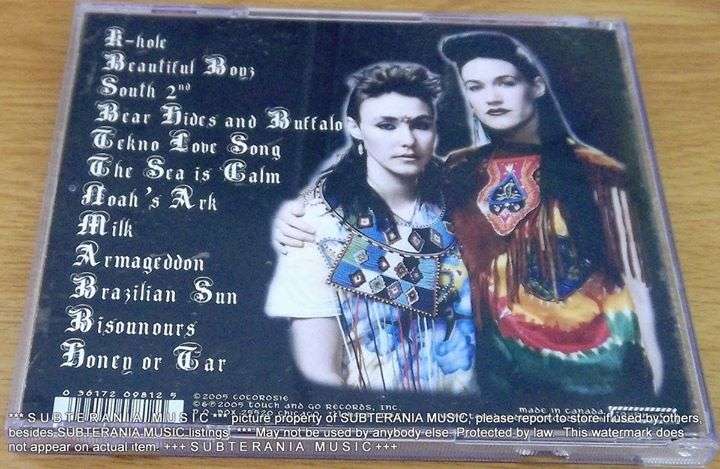 K-hole
Beautiful Boyz
South 2nd
Bear Hides and Buffalo
Tekno Love Song
The Sea is Calm
Noah's Ark
Milk
Armageddon
Brazilian Sun
Bisounours
Honey or Tar
0 36172 09812 5
©2005 COCOROSIE
©&℗2005 TOUCH AND GO RECORDS, INC.
MADE IN CANADA.
*** S U B T E R A N I A M U S I C *** picture property of SUBTERANIA MUSIC, please report to store if used by others
besides SUBTERANIA MUSIC listings *** May not be used by anybody else. Protected by law. This watermark does
not appear on actual item. +++ S U B T E R A N I A M U S I C +++